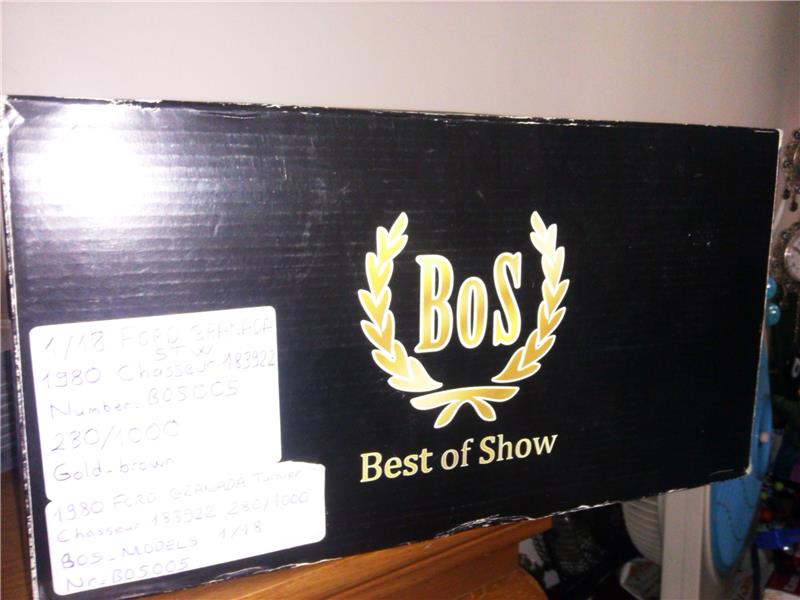 1/18 FORD GRANADA
STW
1980 Chasseur 183922
Number: BOS005
230/1000
Gold-brown
1980 FORD GRANADA Turnier
Chasseur 183922 230/1000
BOS-MODELS 1/18
Nr=BOS005
BoS
Best of Show